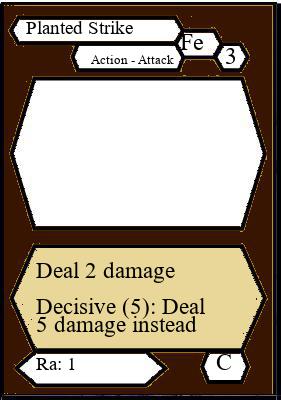 Planted Strike
Fe
Action - Attack
3
Deal 2 damage
Decisive (5): Deal
5 damage instead
Ra: 1
C